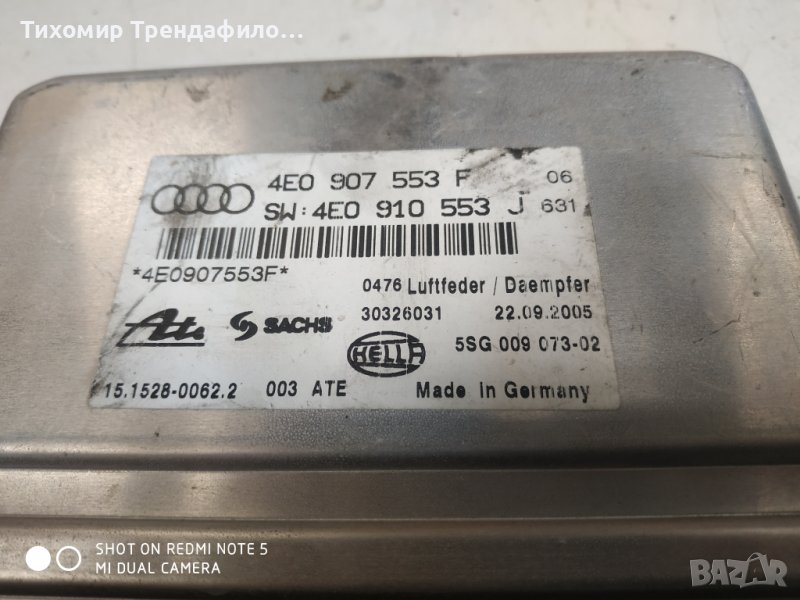 Тихомир Трендафило...
4E0 907 553 F 06
SW:4E0 910 553 J 631
*4E0907553F*
0476 Luftfeder / Daempfer
30326031 22.09.2005
Ate SACHS HELLA 5SG 009 073-02
15.1528-0062.2 003 ATE Made in Germany
SHOT ON REDMI NOTE 5
MI DUAL CAMERA
BAZAR